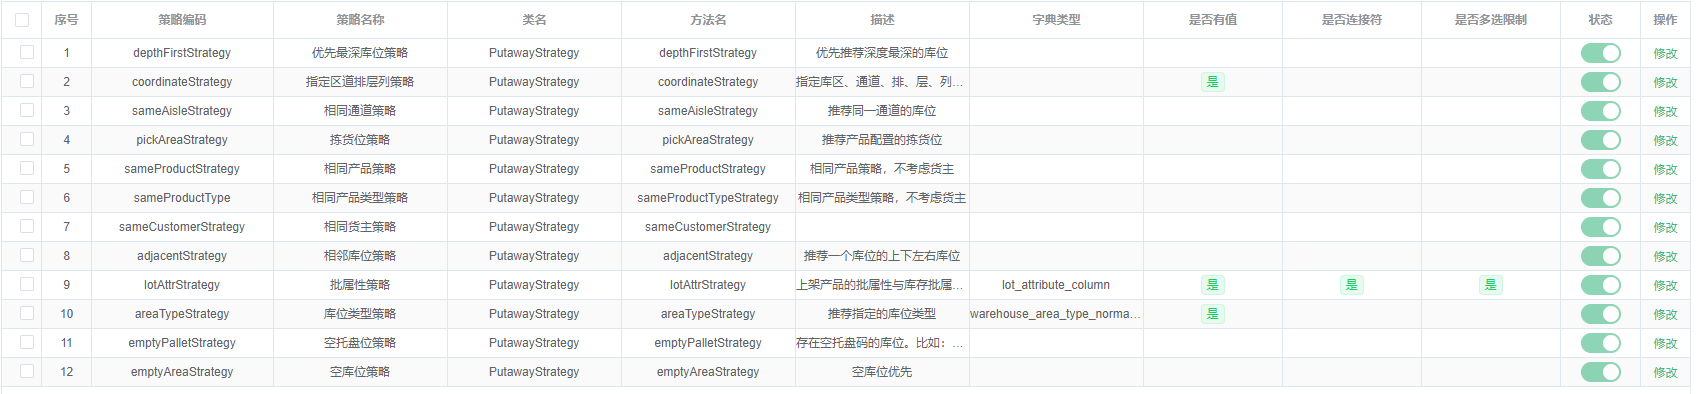 序号 策略编码 策略名称 类名 方法名 描述 字典类型 是否有值 是否连接符 是否多选限制 状态 操作
1 depthFirstStrategy 优先最深库位策略 PutawayStrategy depthFirstStrategy 优先推荐深度最深的库位 修改
2 coordinateStrategy 指定区道排层列策略 PutawayStrategy coordinateStrategy 指定库区、通道、排、层、列... 是 修改
3 sameAisleStrategy 相同通道策略 PutawayStrategy sameAisleStrategy 推荐同一通道的库位 修改
4 pickAreaStrategy 拣货位策略 PutawayStrategy pickAreaStrategy 推荐产品配置的拣货位 修改
5 sameProductStrategy 相同产品策略 PutawayStrategy sameProductStrategy 相同产品策略，不考虑货主 修改
6 sameProductType 相同产品类型策略 PutawayStrategy sameProductTypeStrategy 相同产品类型策略，不考虑货主 修改
7 sameCustomerStrategy 相同货主策略 PutawayStrategy sameCustomerStrategy 修改
8 adjacentStrategy 相邻库位策略 PutawayStrategy adjacentStrategy 推荐一个库位的上下左右库位 修改
9 lotAttrStrategy 批属性策略 PutawayStrategy lotAttrStrategy 上架产品的批属性与库存批属... lot_attribute_column 是 是 是 修改
10 areaTypeStrategy 库位类型策略 PutawayStrategy areaTypeStrategy 推荐指定的库位类型 warehouse_area_type_norma... 是 修改
11 emptyPalletStrategy 空托盘位策略 PutawayStrategy emptyPalletStrategy 存在空托盘码的库位。比如：... 修改
12 emptyAreaStrategy 空库位策略 PutawayStrategy emptyAreaStrategy 空库位优先 修改